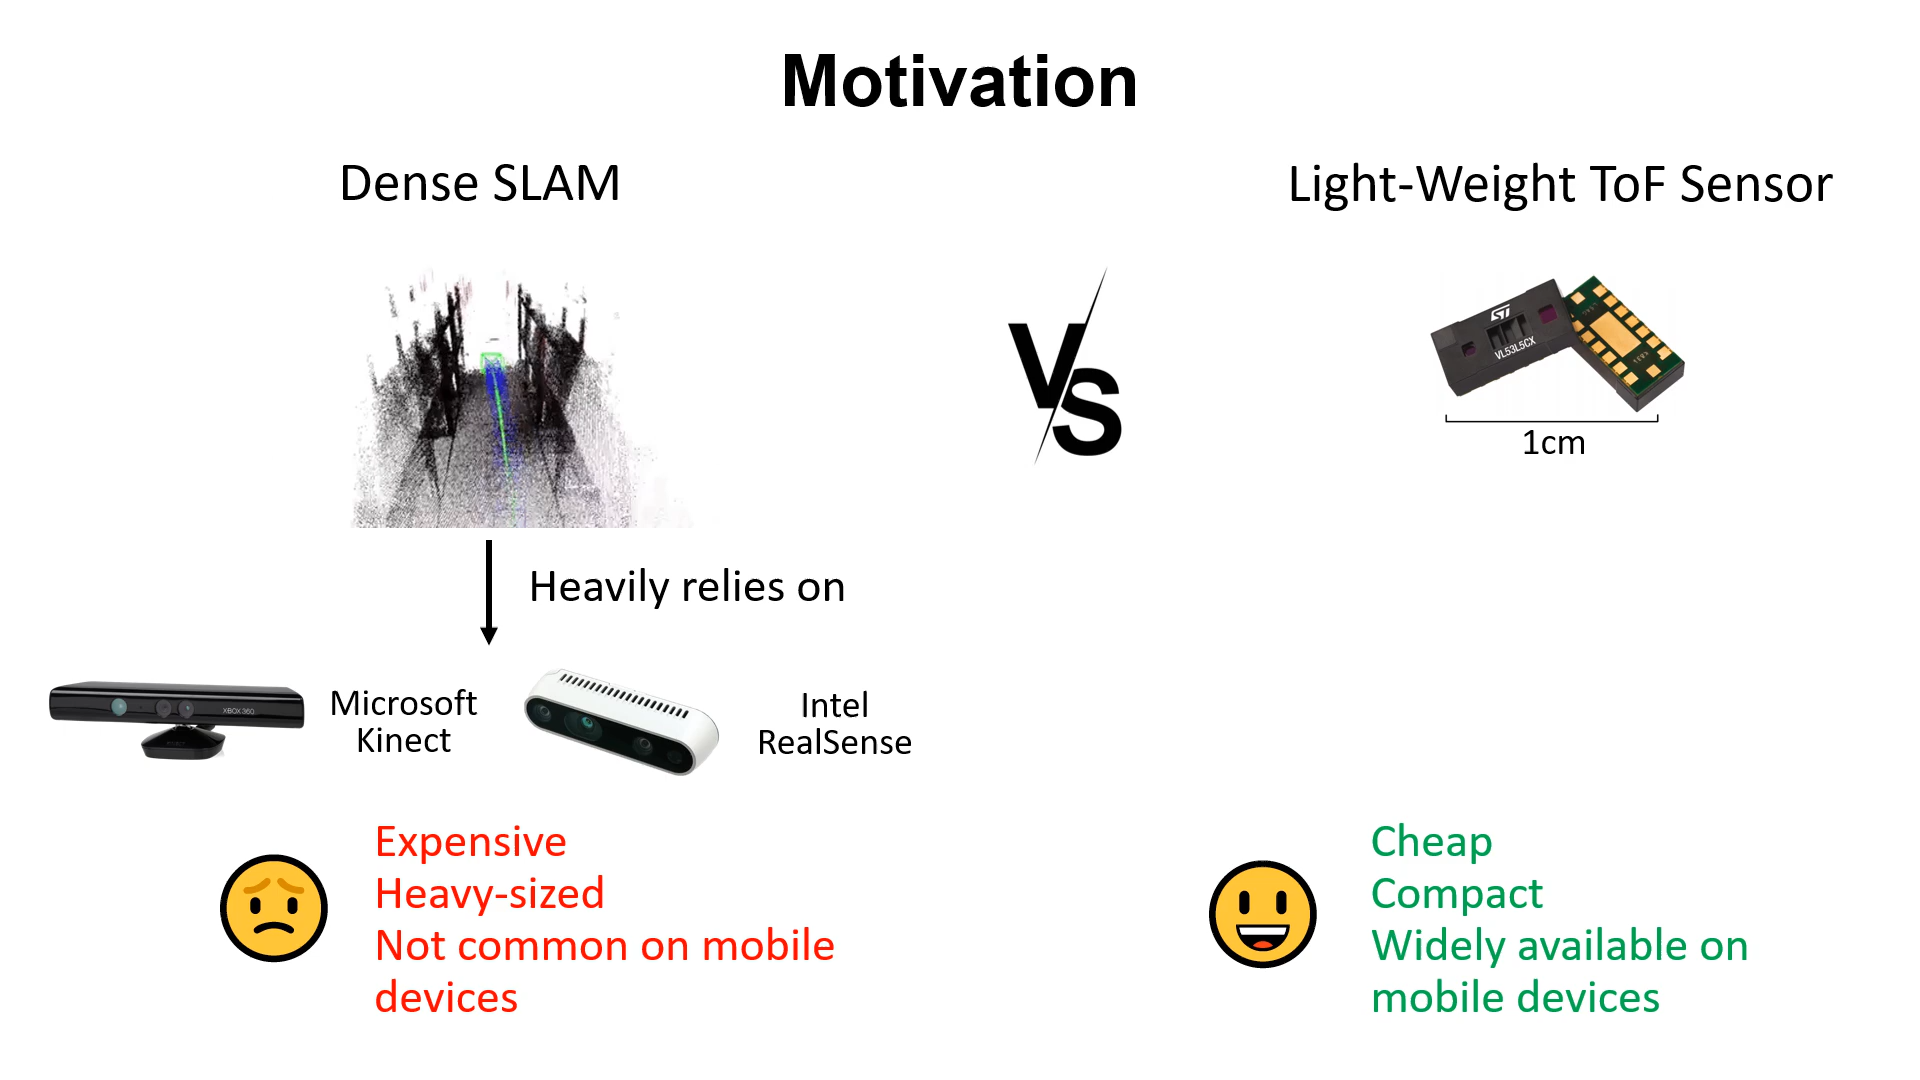 Motivation
Dense SLAM
Light-Weight ToF Sensor
VS
ST
VL53L5CX
1cm
Heavily relies on
XBOX 360
Microsoft
Kinect
Intel
RealSense
Expensive
Heavy-sized
Not common on mobile
devices
Cheap
Compact
Widely available on
mobile devices